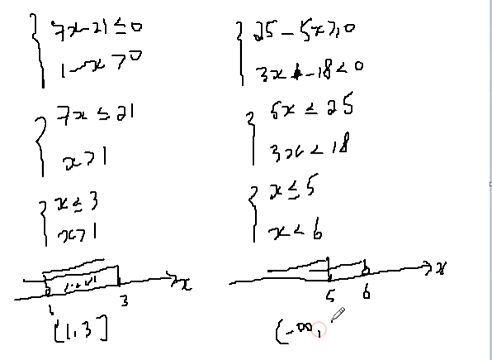 7x-21≤0
1-x>0
7x≤21
x>1
x≤3
x>1
x
1
3
[1,3]
25-5x≥0
3x-18<0
5x≤25
3x<18
x≤5
x<6
x
5
6
(-∞,